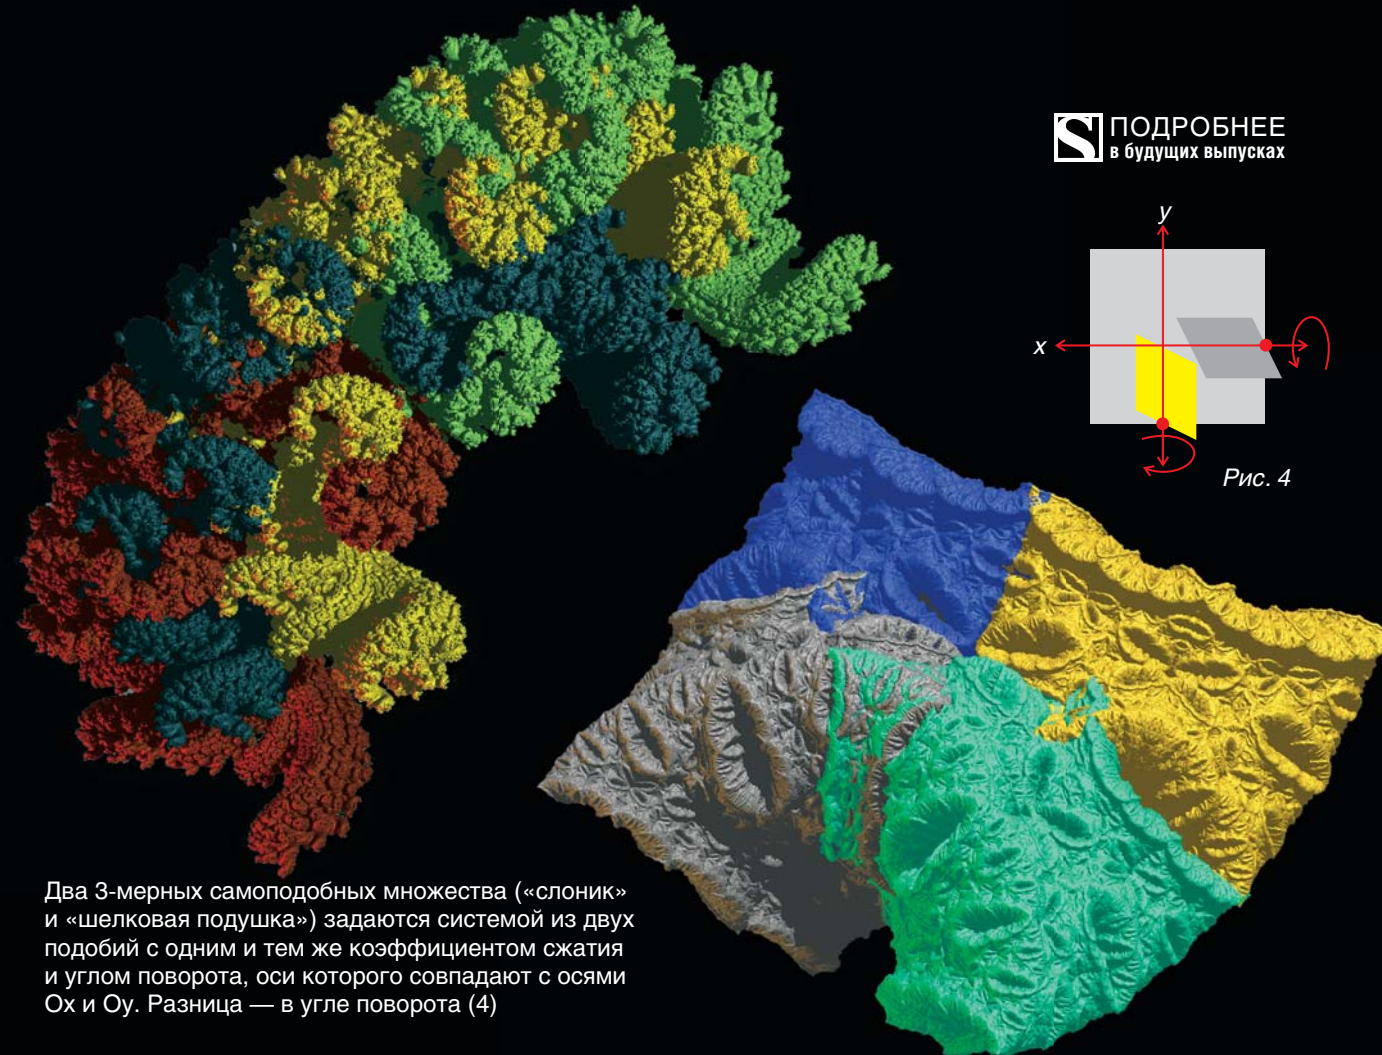 ПОДРОБНЕЕ
в будущих выпусках
y
x
Рис. 4
Два 3-мерных самоподобных множества («слоник»
и «шелковая подушка») задаются системой из двух
подобий с одним и тем же коэффициентом сжатия
и углом поворота, оси которого совпадают с осями
Ox и Oy. Разница — в угле поворота (4)